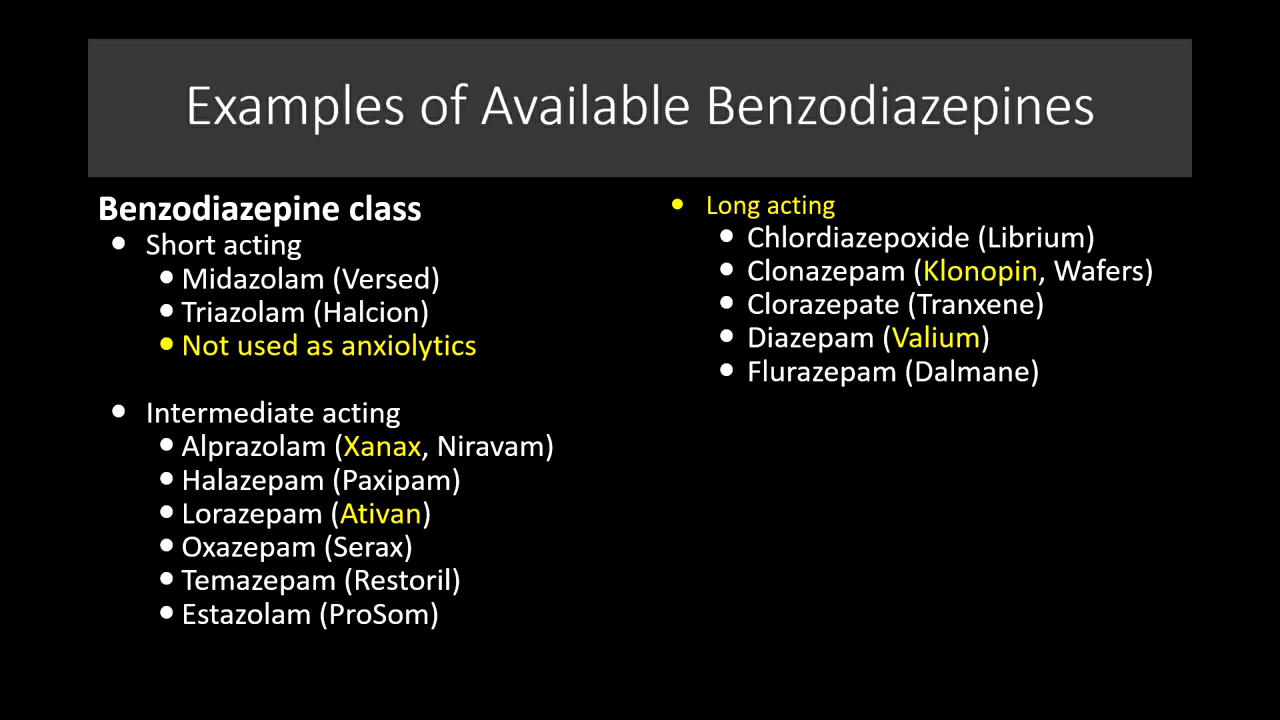 Examples of Available Benzodiazepines
Benzodiazepine class
• Short acting
• Midazolam (Versed)
• Triazolam (Halcion)
• Not used as anxiolytics
• Intermediate acting
• Alprazolam (Xanax, Niravam)
• Halazepam (Paxipam)
• Lorazepam (Ativan)
• Oxazepam (Serax)
• Temazepam (Restoril)
• Estazolam (ProSom)
• Long acting
• Chlordiazepoxide (Librium)
• Clonazepam (Klonopin, Wafers)
• Clorazepate (Tranxene)
• Diazepam (Valium)
• Flurazepam (Dalmane)